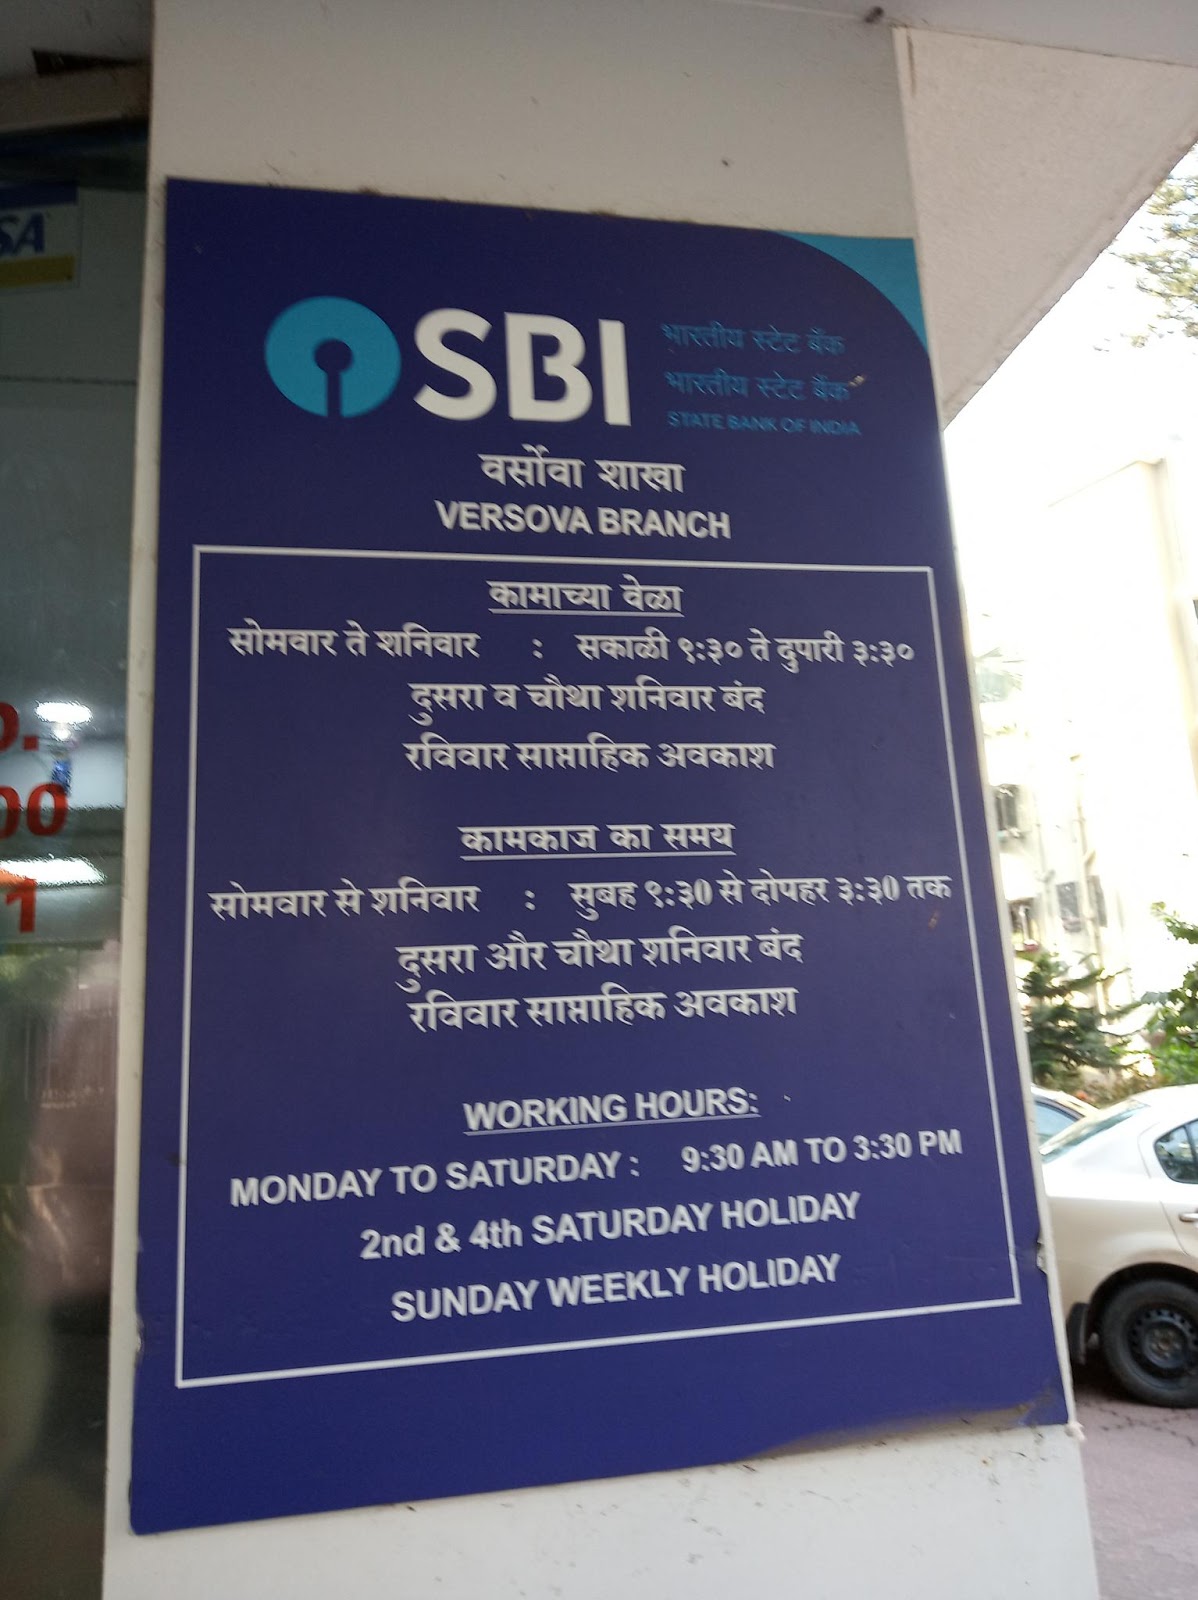 SBI
भारतीय स्टेट बँक
भारतीय स्टेट बैंक
STATE BANK OF INDIA
वर्सोवा शाखा
VERSOVA BRANCH
कामाच्या वेळा
सोमवार ते शनिवार : सकाळी ९:३० ते दुपारी ३:३०
दुसरा व चौथा शनिवार बंद
रविवार साप्ताहिक अवकाश
कामकाज का समय
सोमवार से शनिवार : सुबह ९:३0 से दोपहर ३:३0 तक
दुसरा और चौथा शनिवार बंद
रविवार साप्ताहिक अवकाश
WORKING HOURS:
MONDAY TO SATURDAY : 9:30 AM TO 3:30 PM
2nd & 4th SATURDAY HOLIDAY
SUNDAY WEEKLY HOLIDAY